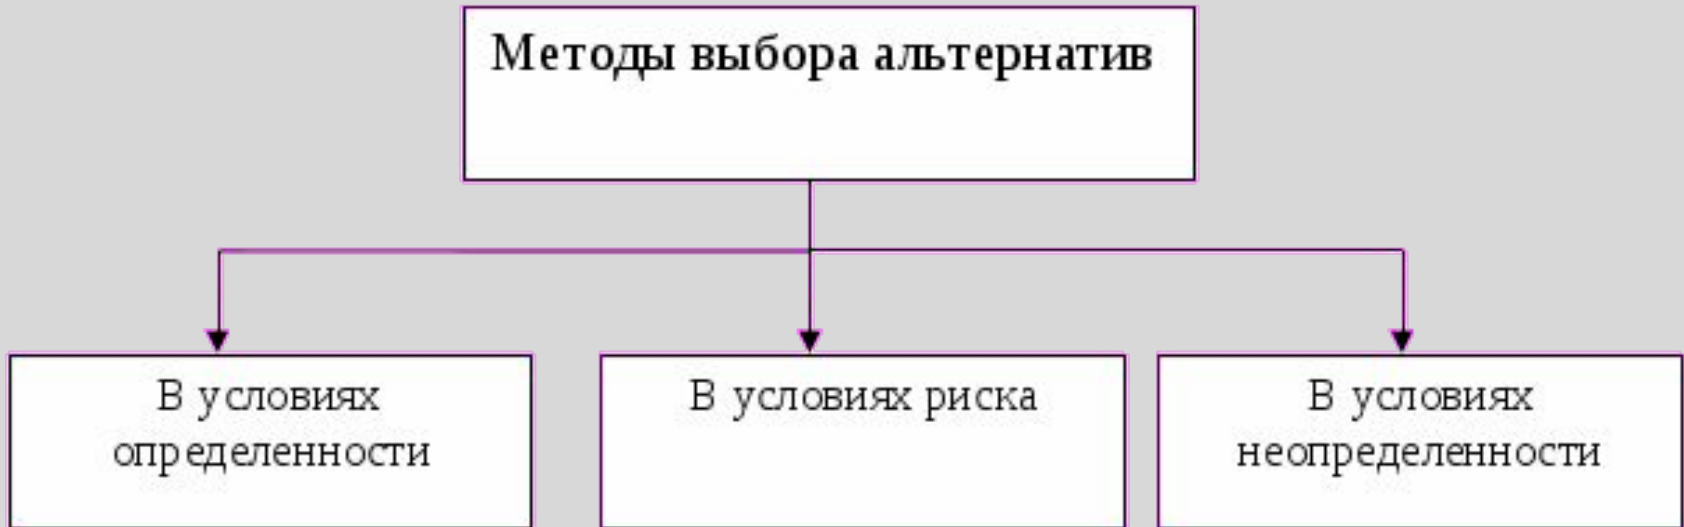 Методы выбора альтернатив
В условиях
определенности
В условиях риска
В условиях
неопределенности